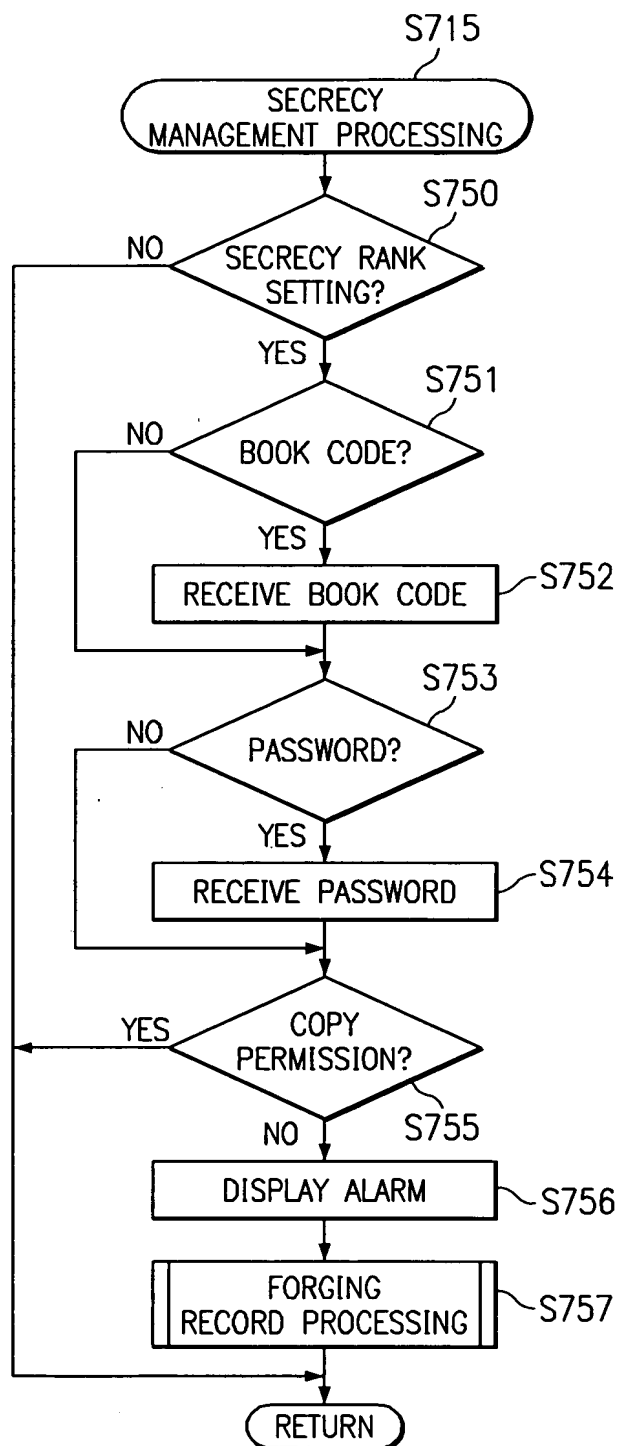 S715
SECRECY
MANAGEMENT PROCESSING
S750
NO
SECRECY RANK
SETTING?
YES
S751
NO
BOOK CODE?
YES
RECEIVE BOOK CODE
S752
S753
NO
PASSWORD?
YES
RECEIVE PASSWORD
S754
YES
COPY
PERMISSION?
S755
NO
DISPLAY ALARM
S756
FORGING
RECORD PROCESSING
S757
RETURN